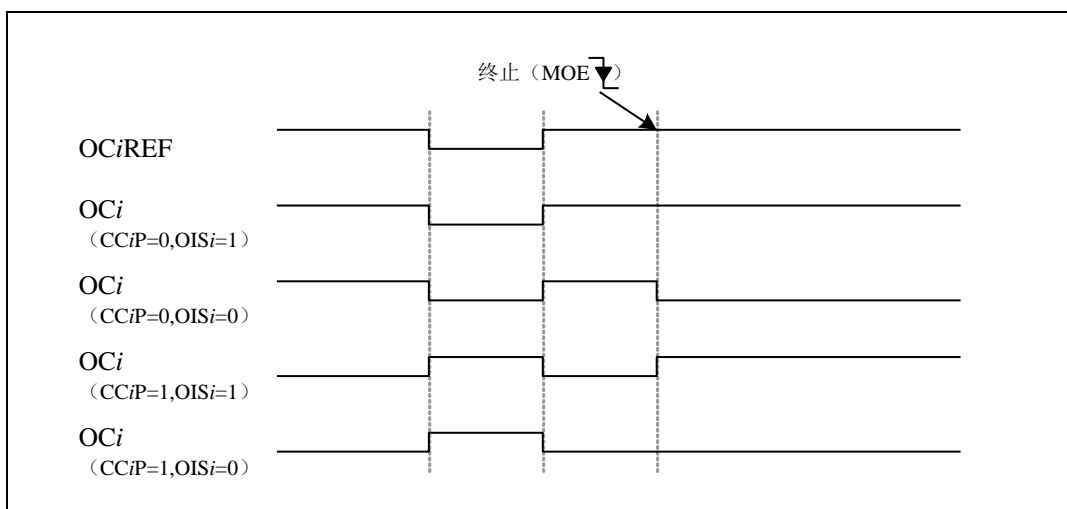 终止（MOE）
OCiREF
OCi
（CCiP=0,OISi=1）
OCi
（CCiP=0,OISi=0）
OCi
（CCiP=1,OISi=1）
OCi
（CCiP=1,OISi=0）